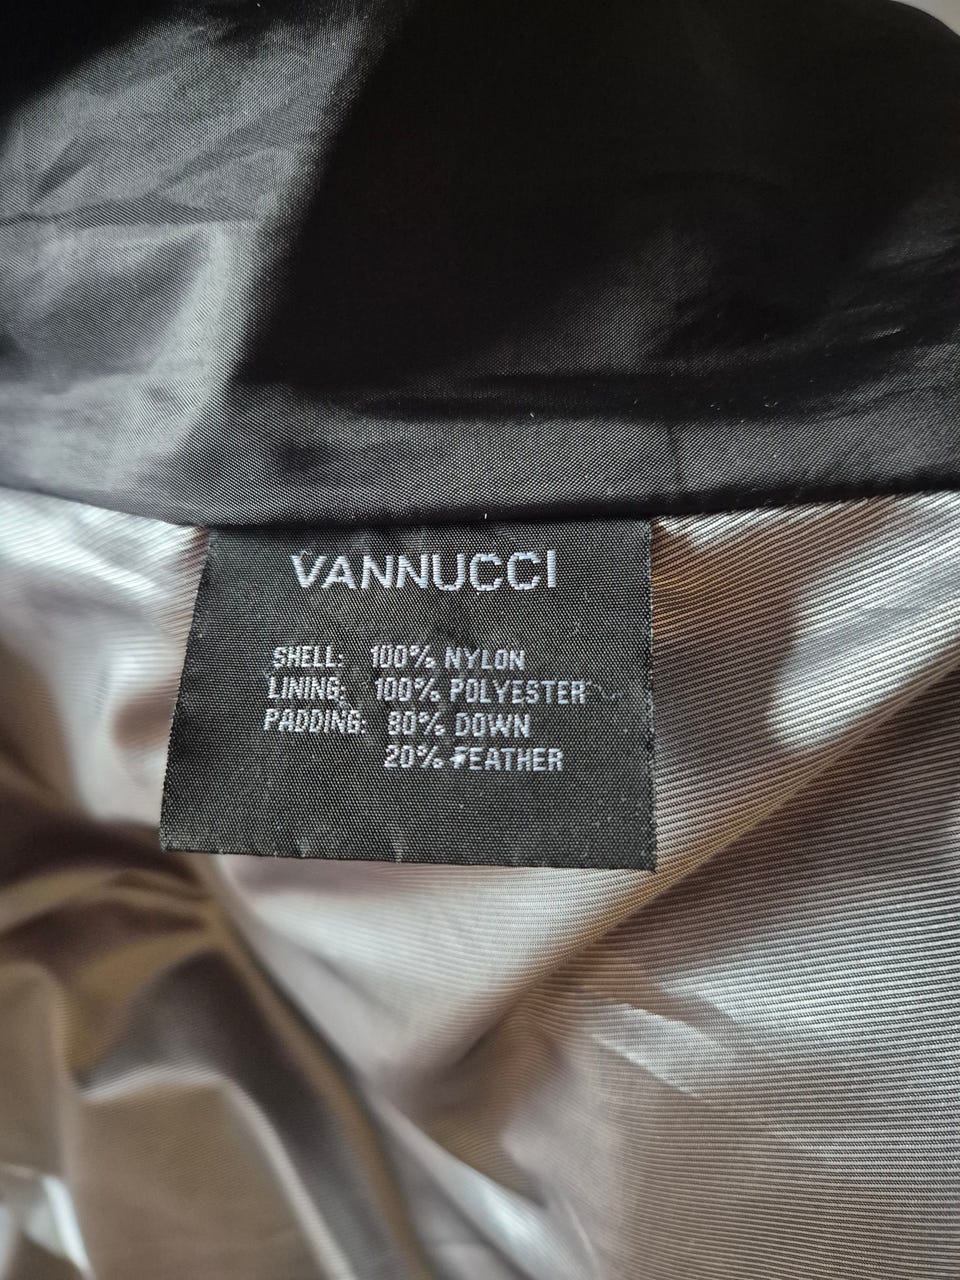 VANNUCCI
SHELL: 100% NYLON
LINING: 100% POLYESTER
PADDING: 80% DOWN
20% FEATHER